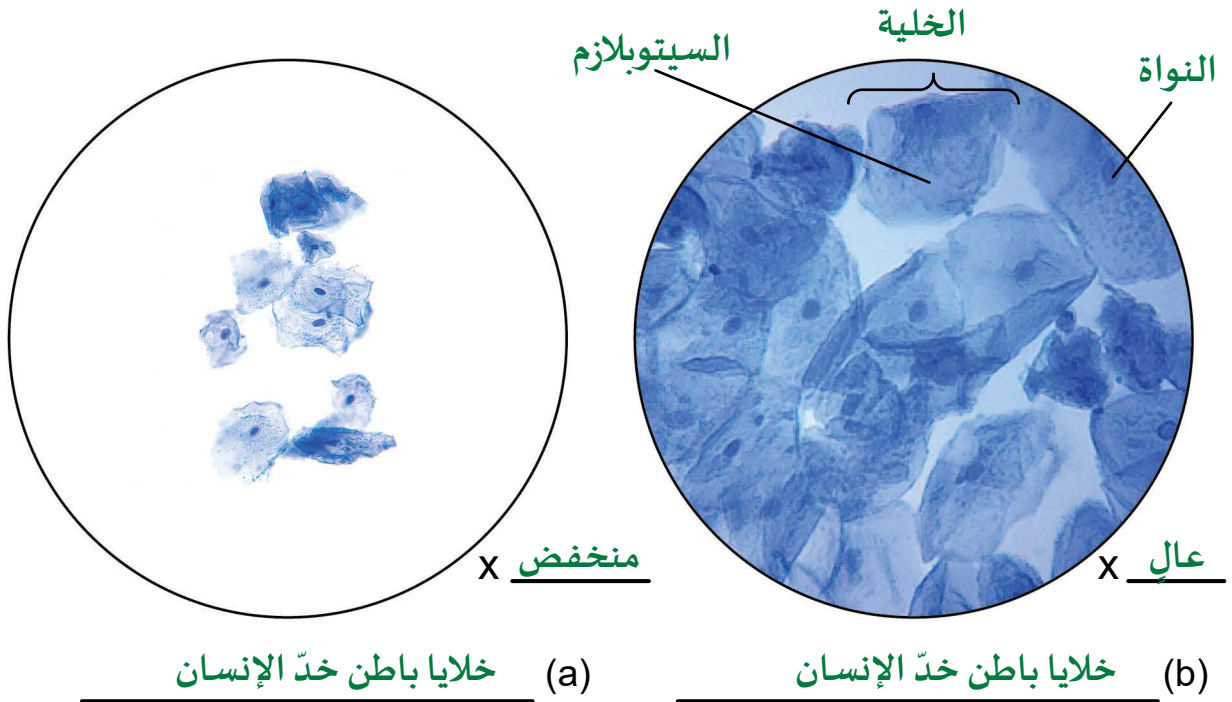 الخلية
السيتوبلازم
النواة
x منخفض
x عالٍ
(a) خلايا باطن خدّ الإنسان
(b) خلايا باطن خدّ الإنسان